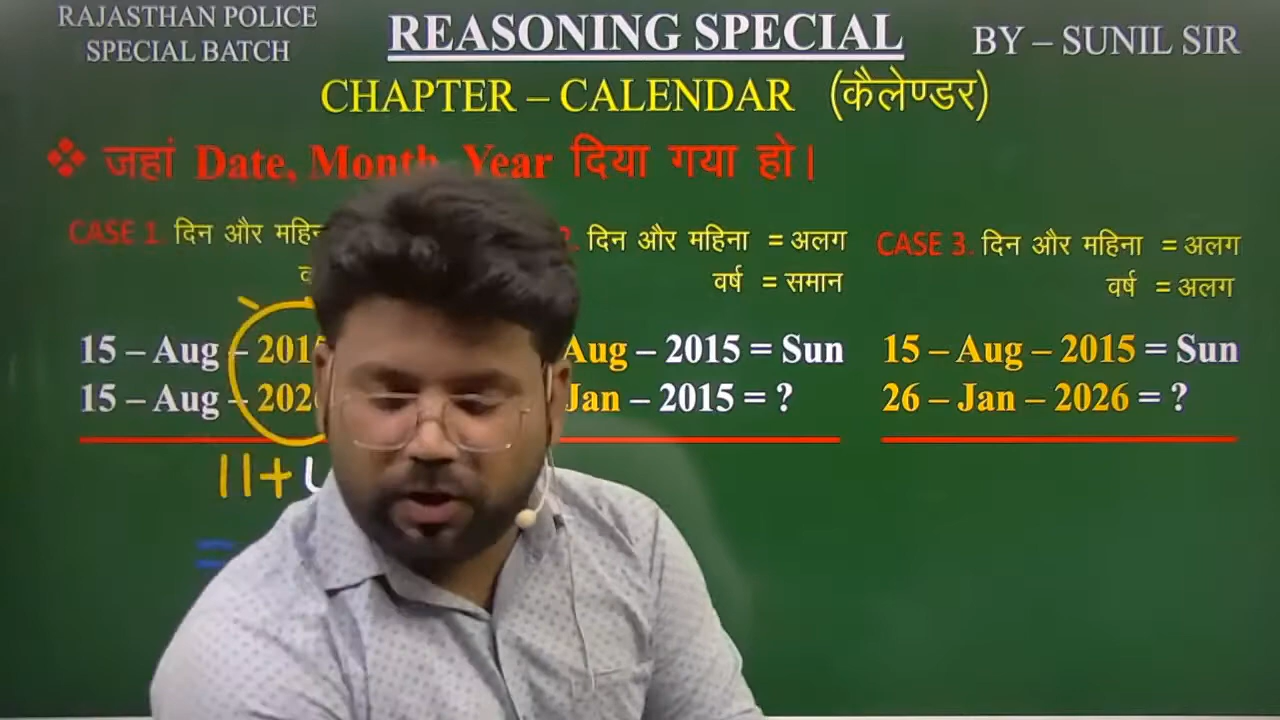 RAJASTHAN POLICE
SPECIAL BATCH
REASONING SPECIAL
BY – SUNIL SIR
CHAPTER – CALENDAR (कैलेण्डर)
❖ जहां Date, Month, Year दिया गया हो।
CASE 1. दिन और
15 – Aug –
15 – Aug –
11+
=
दिन और महिना = अलग
वर्ष = समान
Aug – 2015 = Sun
Jan – 2015 = ?
CASE 3. दिन और महिना = अलग
वर्ष = अलग
15 – Aug – 2015 = Sun
26 – Jan – 2026 = ?